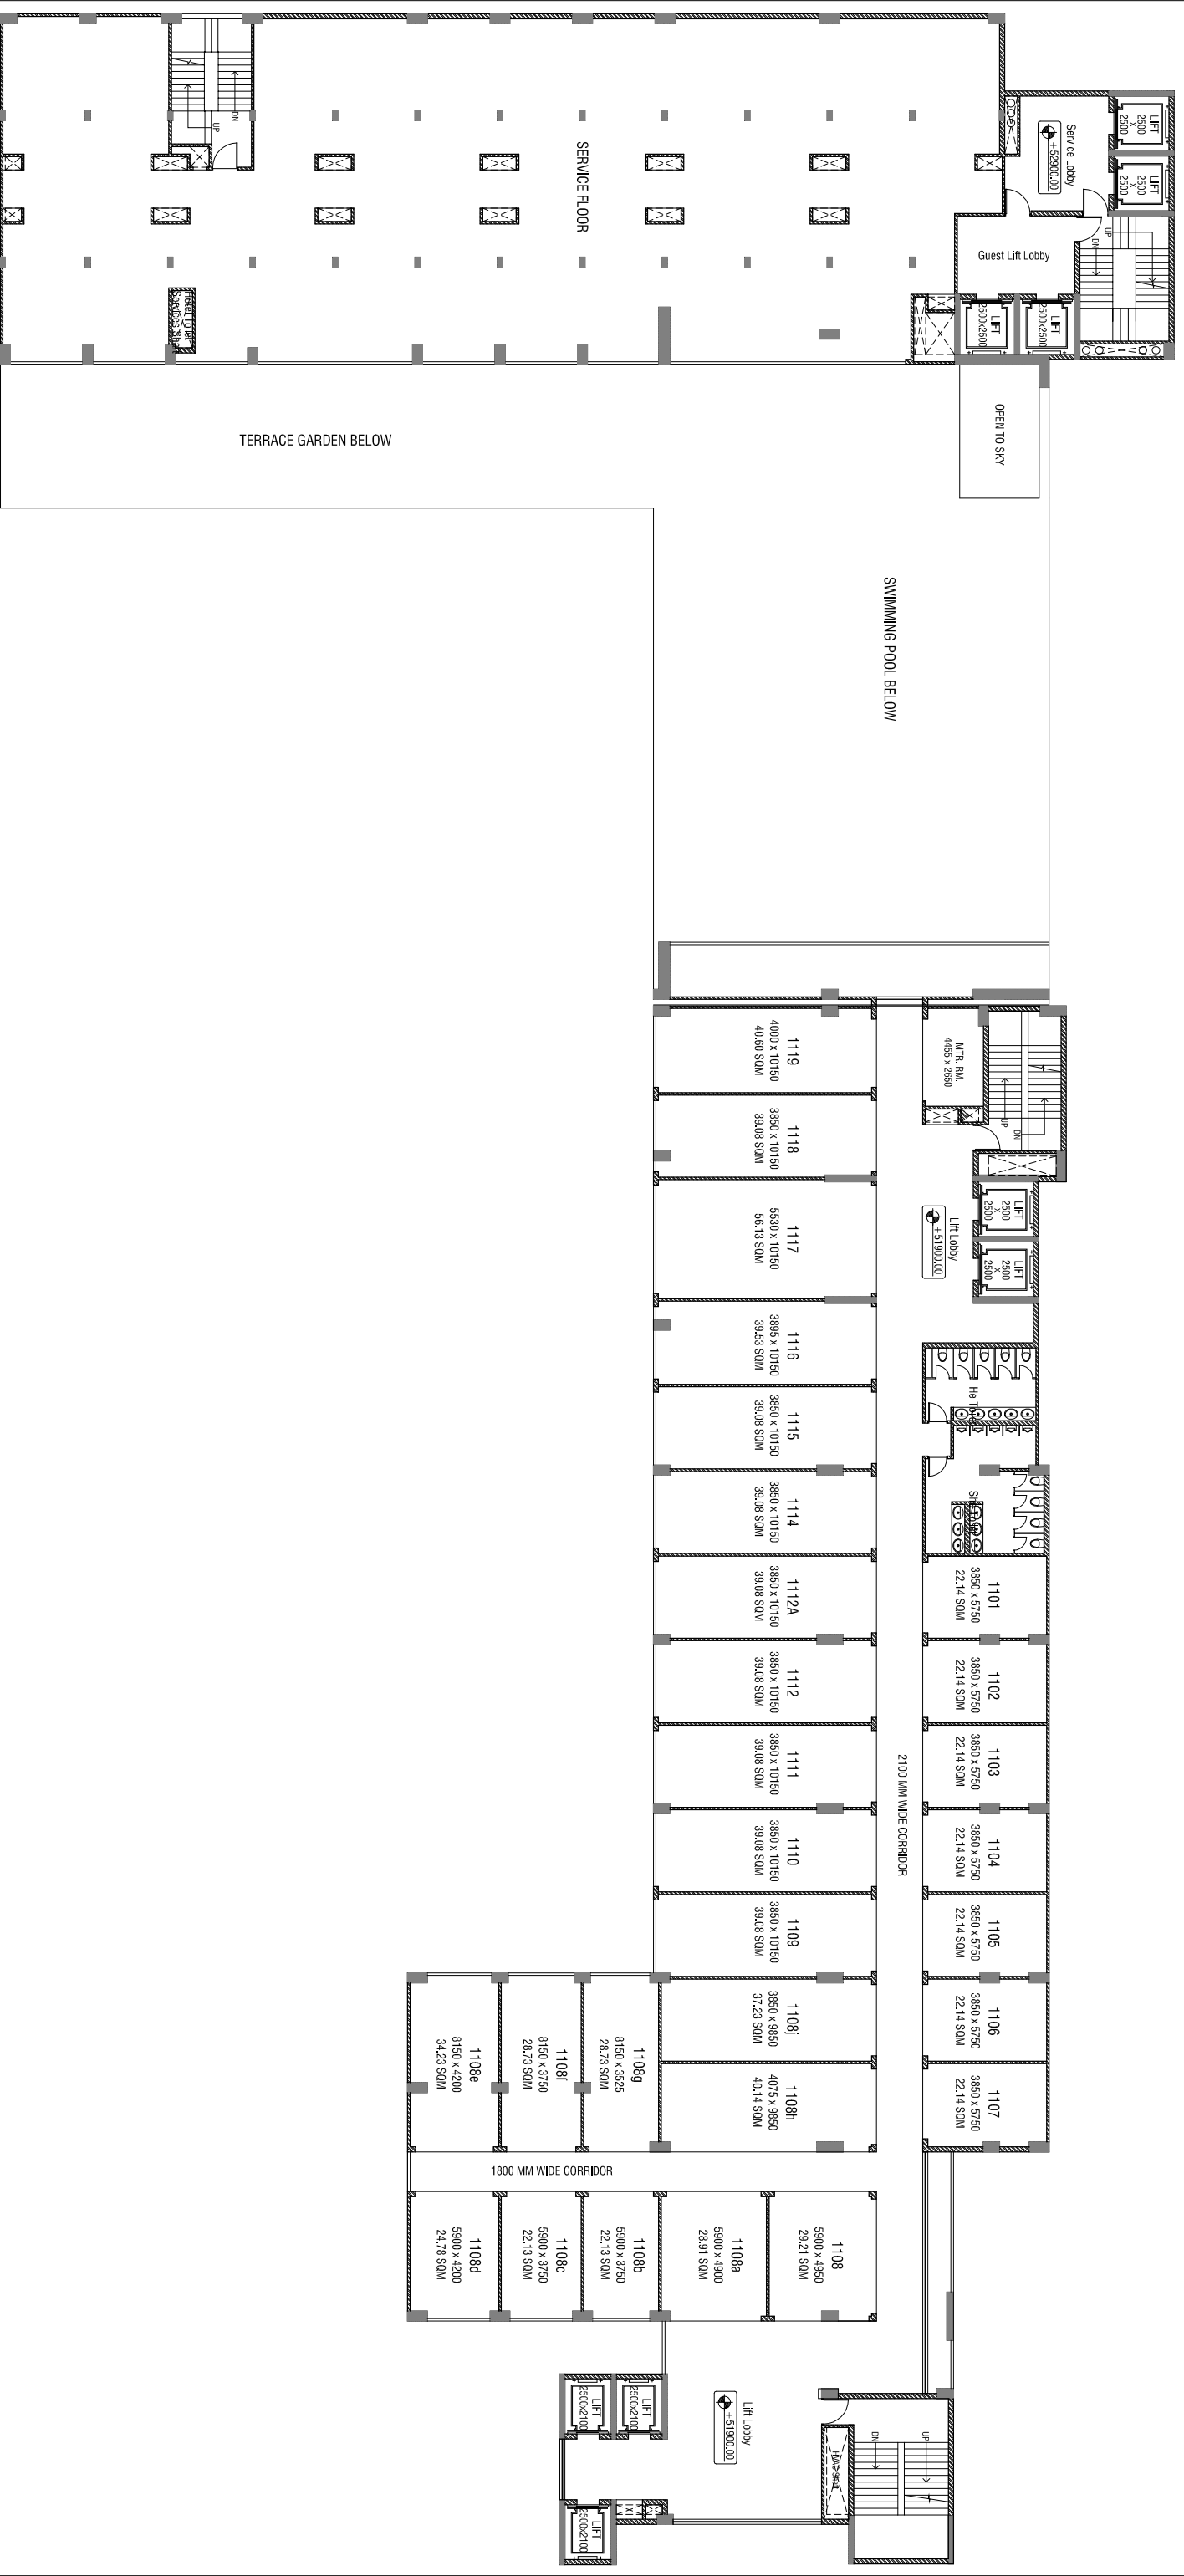 LIFT
2500
x
2500
LIFT
2500
x
2500
Service Lobby
+52900.00
DN
UP
SERVICE FLOOR
UP
DN
Guest Lift Lobby
LIFT
2500x2500
LIFT
2500x2500
Hotel Toilet
Services Shaft
OPEN TO SKY
TERRACE GARDEN BELOW
SWIMMING POOL BELOW
1119
4000 x 10150
40.60 SQM
MTR. RM.
4455 x 2650
UP
DN
1118
3850 x 10150
39.08 SQM
LIFT
2500
x
2500
LIFT
2500
x
2500
Lift Lobby
+51900.00
1117
5530 x 10150
56.13 SQM
1116
3895 x 10150
39.53 SQM
He
1115
3850 x 10150
39.08 SQM
1114
3850 x 10150
39.08 SQM
1112A
3850 x 10150
39.08 SQM
1101
3850 x 5750
22.14 SQM
1112
3850 x 10150
39.08 SQM
1102
3850 x 5750
22.14 SQM
1111
3850 x 10150
39.08 SQM
1103
3850 x 5750
22.14 SQM
2100 MM WIDE CORRIDOR
1110
3850 x 10150
39.08 SQM
1104
3850 x 5750
22.14 SQM
1109
3850 x 10150
39.08 SQM
1105
3850 x 5750
22.14 SQM
1108j
3850 x 9850
37.23 SQM
1106
3850 x 5750
22.14 SQM
1108e
8150 x 4200
34.23 SQM
1108f
8150 x 3750
28.73 SQM
1108g
8150 x 3525
28.73 SQM
1108h
4075 x 9850
40.14 SQM
1107
3850 x 5750
22.14 SQM
1800 MM WIDE CORRIDOR
1108d
5900 x 4200
24.78 SQM
1108c
5900 x 3750
22.13 SQM
1108b
5900 x 3750
22.13 SQM
1108a
5900 x 4900
28.91 SQM
1108
5900 x 4950
29.21 SQM
LIFT
2500x2100
LIFT
2500x2100
Lift Lobby
+51900.00
DN
UP
LIFT
2500x2100